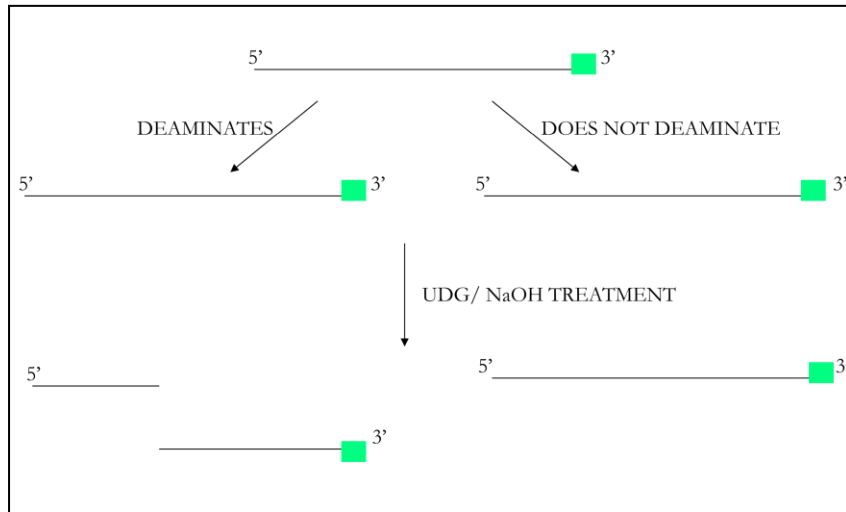 5’ 3’
DEAMINATES DOES NOT DEAMINATE
5’ 3’ 5’ 3’
UDG/ NaOH TREATMENT
5’ 5’ 3’
3’